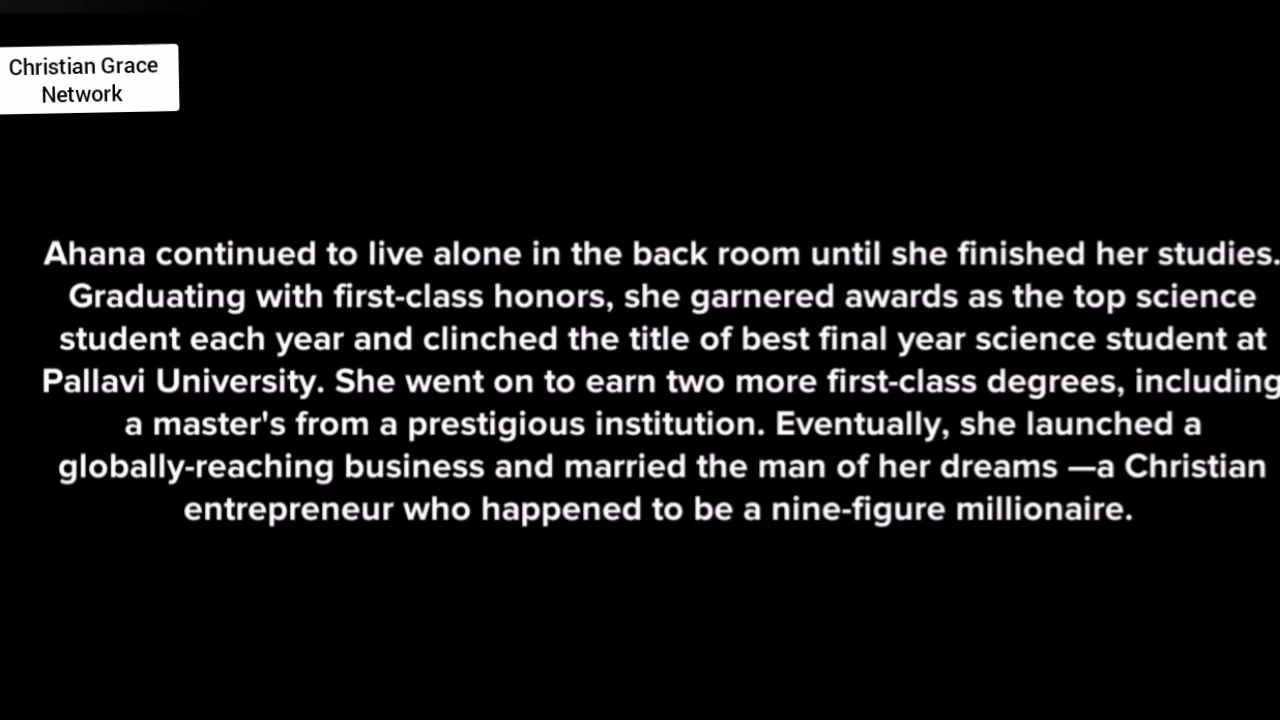 Christian Grace
Network
Ahana continued to live alone in the back room until she finished her studies.
Graduating with first-class honors, she garnered awards as the top science
student each year and clinched the title of best final year science student at
Pallavi University. She went on to earn two more first-class degrees, including
a master's from a prestigious institution. Eventually, she launched a
globally-reaching business and married the man of her dreams —a Christian
entrepreneur who happened to be a nine-figure millionaire.